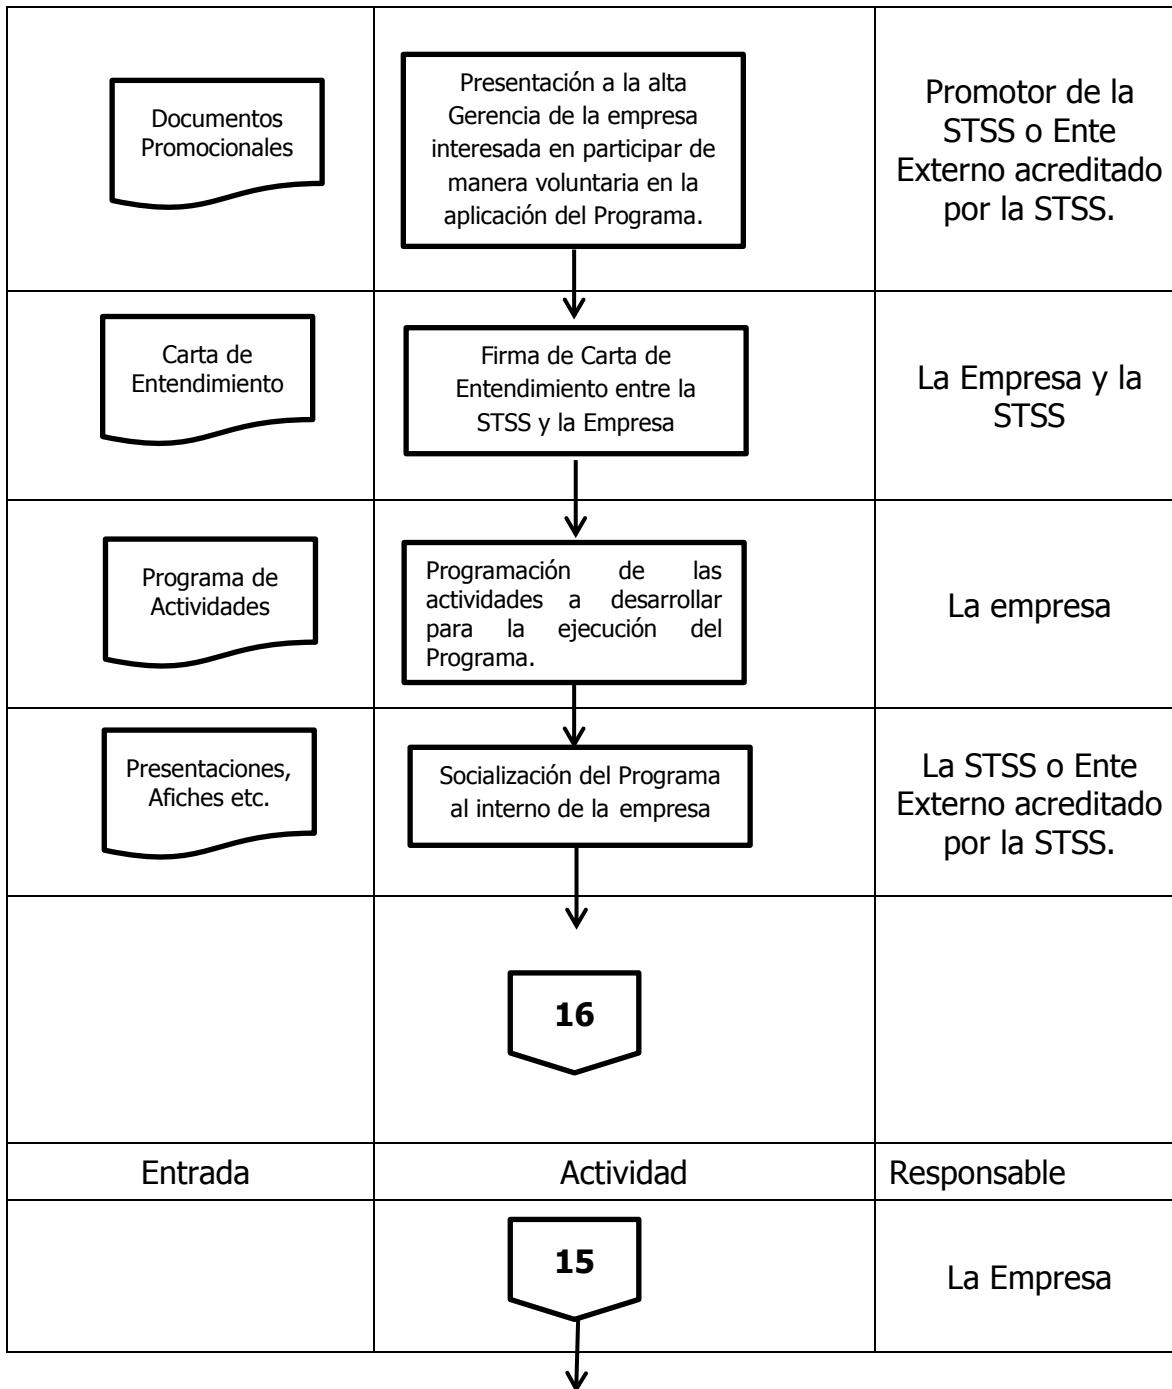 Documentos
Promocionales
Presentación a la alta
Gerencia de la empresa
interesada en participar de
manera voluntaria en la
aplicación del Programa.
Promotor de la
STSS o Ente
Externo acreditado
por la STSS.
Carta de
Entendimiento
Firma de Carta de
Entendimiento entre la
STSS y la Empresa
La Empresa y la
STSS
Programa de
Actividades
Programación de las
actividades a desarrollar
para la ejecución del
Programa.
La empresa
Presentaciones,
Afiches etc.
Socialización del Programa
al interno de la empresa
La STSS o Ente
Externo acreditado
por la STSS.
16
Entrada
Actividad
Responsable
15
La Empresa